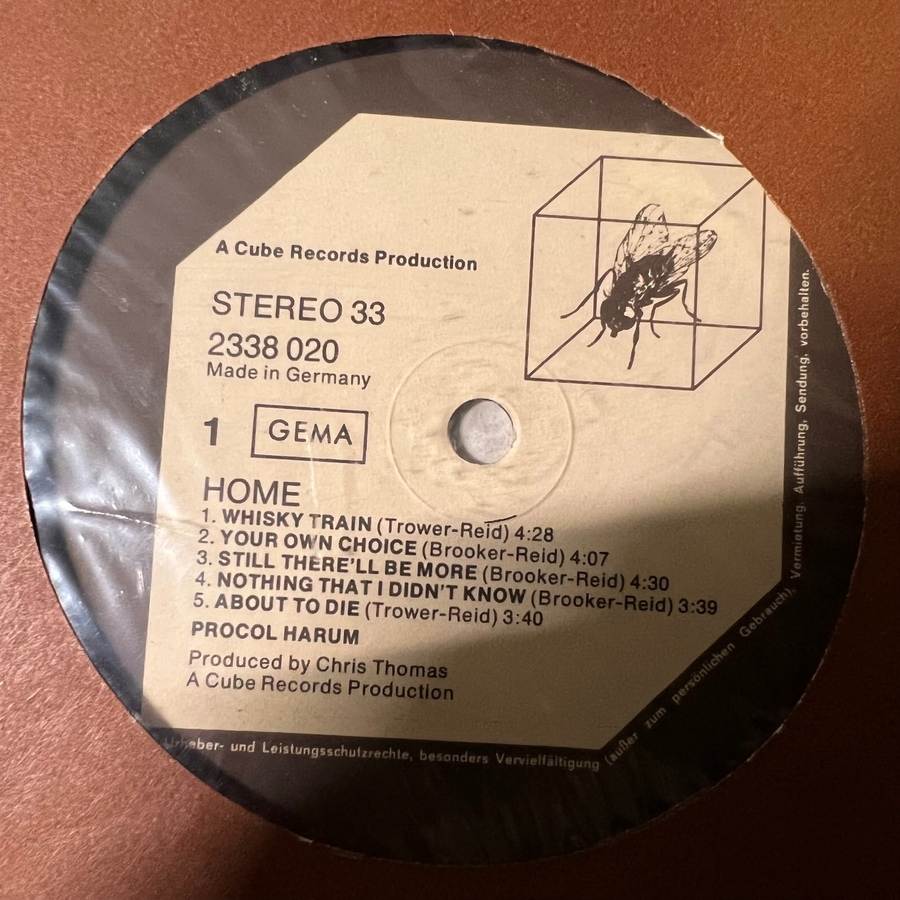 A Cube Records Production
STEREO 33
2338 020
Made in Germany
1 GEMA
HOME
1. WHISKY TRAIN (Trower-Reid) 4:28
2. YOUR OWN CHOICE (Brooker-Reid) 4:07
3. STILL THERE'LL BE MORE (Brooker-Reid) 4:30
4. NOTHING THAT I DIDN'T KNOW (Brooker-Reid) 3:39
5. ABOUT TO DIE (Trower-Reid) 3:40
PROCOL HARUM
Produced by Chris Thomas
A Cube Records Production
Urheber- und Leistungsschutzrechte, besonders Vervielfältigung (außer zum persönlichen Gebrauch), Vermietung, Aufführung, Sendung, vorbehalten.